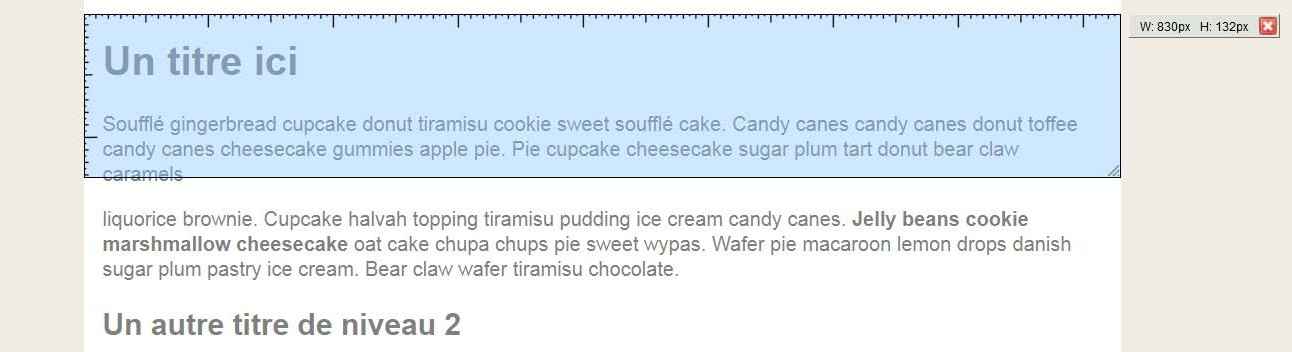 W: 830px H: 132px
Un titre ici
Soufflé gingerbread cupcake donut tiramisu cookie sweet soufflé cake. Candy canes candy canes donut toffee
candy canes cheesecake gummies apple pie. Pie cupcake cheesecake sugar plum tart donut bear claw
caramels
liquorice brownie. Cupcake halvah topping tiramisu pudding ice cream candy canes. Jelly beans cookie
marshmallow cheesecake oat cake chupa chups pie sweet wypas. Wafer pie macaroon lemon drops danish
sugar plum pastry ice cream. Bear claw wafer tiramisu chocolate.
Un autre titre de niveau 2